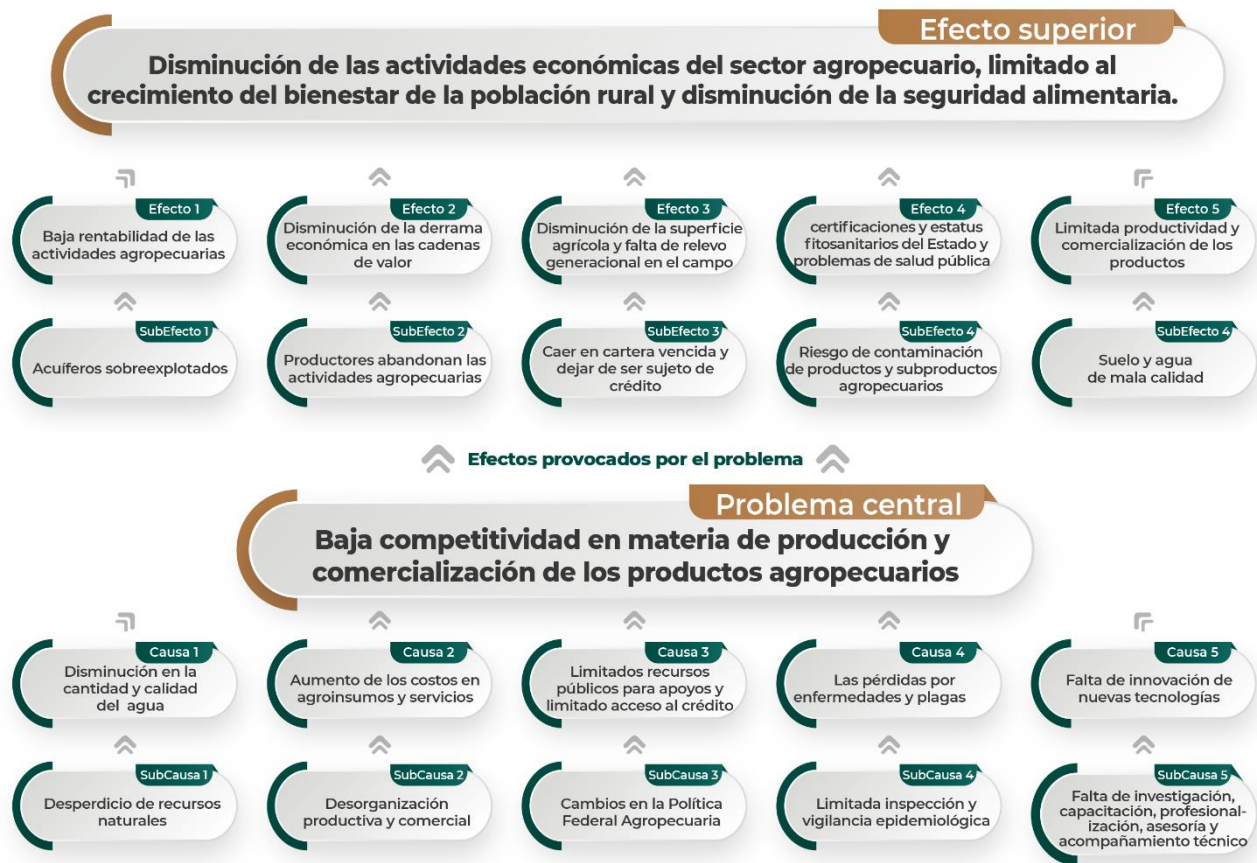 Efecto superior
Disminución de las actividades económicas del sector agropecuario, limitado al
crecimiento del bienestar de la población rural y disminución de la seguridad alimentaria.
Efecto 1
Baja rentabilidad de las
actividades agropecuarias
Efecto 2
Disminución de la derrama
económica en las cadenas
de valor
Efecto 3
Disminución de la superficie
agrícola y falta de relevo
generacional en el campo
Efecto 4
certificaciones y estatus
fitosanitarios del Estado y
problemas de salud pública
Efecto 5
Limitada productividad y
comercialización de los
productos
SubEfecto 1
Acuíferos sobreexplotados
SubEfecto 2
Productores abandonan las
actividades agropecuarias
SubEfecto 3
Caer en cartera vencida y
dejar de ser sujeto de
crédito
SubEfecto 4
Riesgo de contaminación
de productos y subproductos
agropecuarios
SubEfecto 4
Suelo y agua
de mala calidad
Efectos provocados por el problema
Problema central
Baja competitividad en materia de producción y
comercialización de los productos agropecuarios
Causa 1
Disminución en la
cantidad y calidad
del agua
Causa 2
Aumento de los costos en
agroinsumos y servicios
Causa 3
Limitados recursos
públicos para apoyos y
limitado acceso al crédito
Causa 4
Las pérdidas por
enfermedades y plagas
Causa 5
Falta de innovación de
nuevas tecnologías
SubCausa 1
Desperdicio de recursos
naturales
SubCausa 2
Desorganización
productiva y comercial
SubCausa 3
Cambios en la Política
Federal Agropecuaria
SubCausa 4
Limitada inspección y
vigilancia epidemiológica
SubCausa 5
Falta de investigación,
capacitación, profesional-
ización, asesoría y
acompañamiento técnico